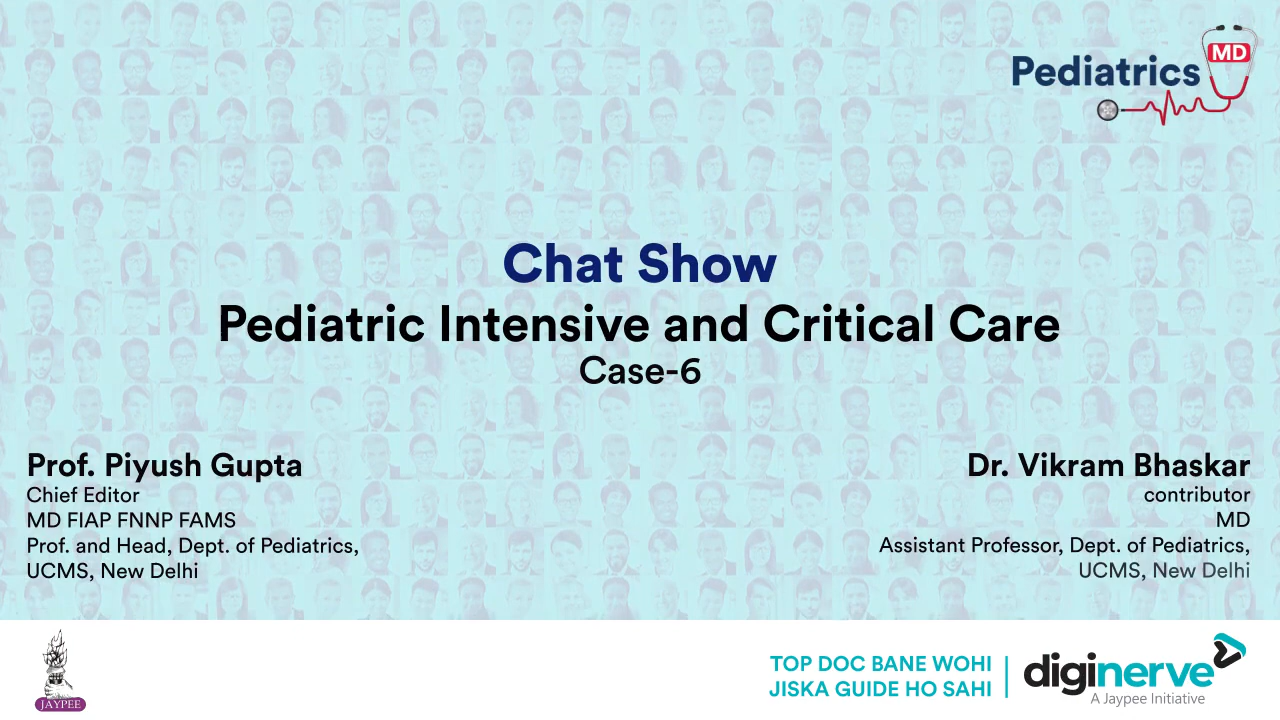 Pediatrics MD
Chat Show
Pediatric Intensive and Critical Care
Case-6
Prof. Piyush Gupta
Chief Editor
MD FIAP FNNP FAMS
Prof. and Head, Dept. of Pediatrics,
UCMS, New Delhi
Dr. Vikram Bhaskar
contributor
MD
Assistant Professor, Dept. of Pediatrics,
UCMS, New Delhi
JAYPEE
TOP DOC BANE WOHI
JISKA GUIDE HO SAHI
diginerve
A Jaypee Initiative